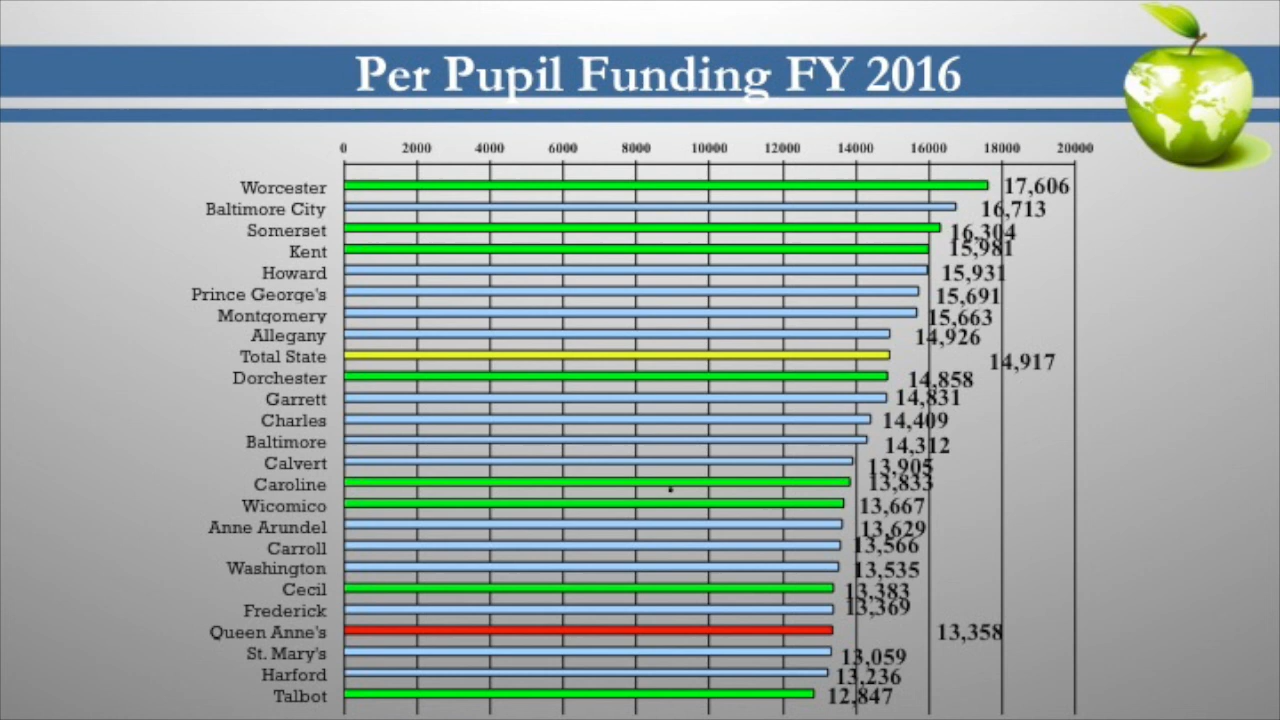 Per Pupil Funding FY 2016
0 2000 4000 6000 8000 10000 12000 14000 16000 18000 20000
Worcester 17,606
Baltimore City 16,713
Somerset 16,304
Kent 15,981
Howard 15,931
Prince George's 15,691
Montgomery 15,663
Allegany 14,926
Total State 14,917
Dorchester 14,858
Garrett 14,831
Charles 14,409
Baltimore 14,312
Calvert 13,905
Caroline 13,833
Wicomico 13,667
Anne Arundel 13,629
Carroll 13,566
Washington 13,535
Cecil 13,383
Frederick 13,369
Queen Anne's 13,358
St. Mary's 13,059
Harford 13,236
Talbot 12,847